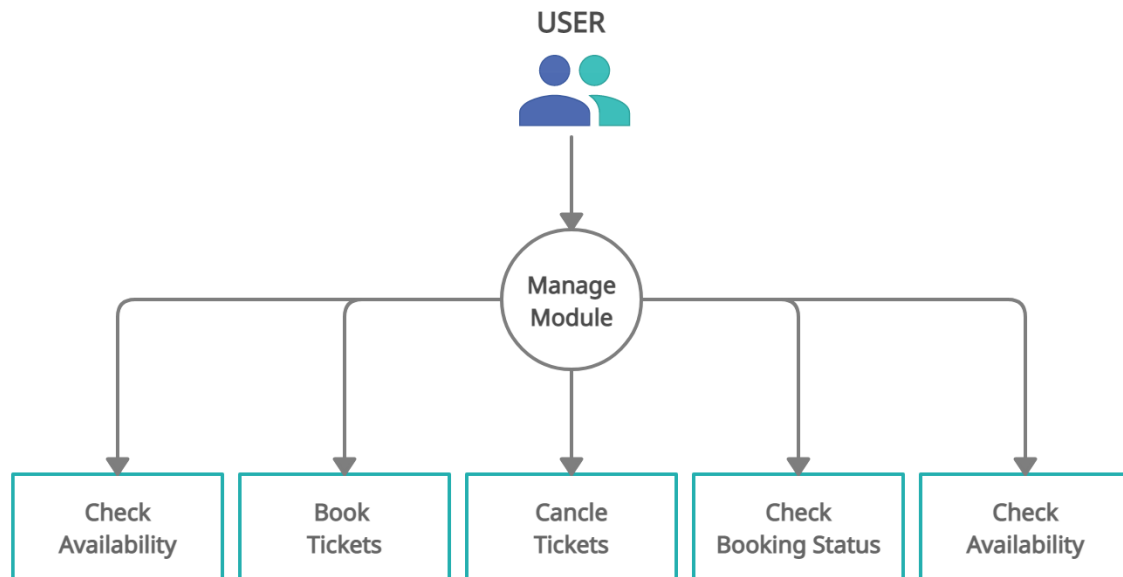 USER
Manage
Module
Check
Availability
Book
Tickets
Cancle
Tickets
Check
Booking Status
Check
Availability